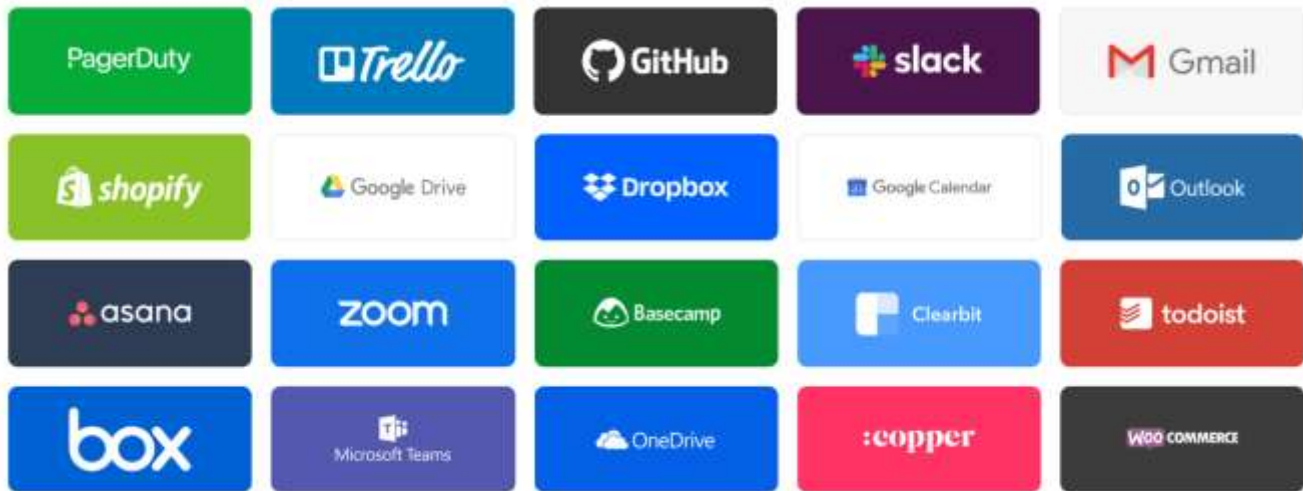 PagerDuty
Trello
GitHub
slack
Gmail
shopify
Google Drive
Dropbox
Google Calendar
Outlook
asana
zoom
Basecamp
Clearbit
todoist
box
Microsoft Teams
OneDrive
:copper
WOO COMMERCE